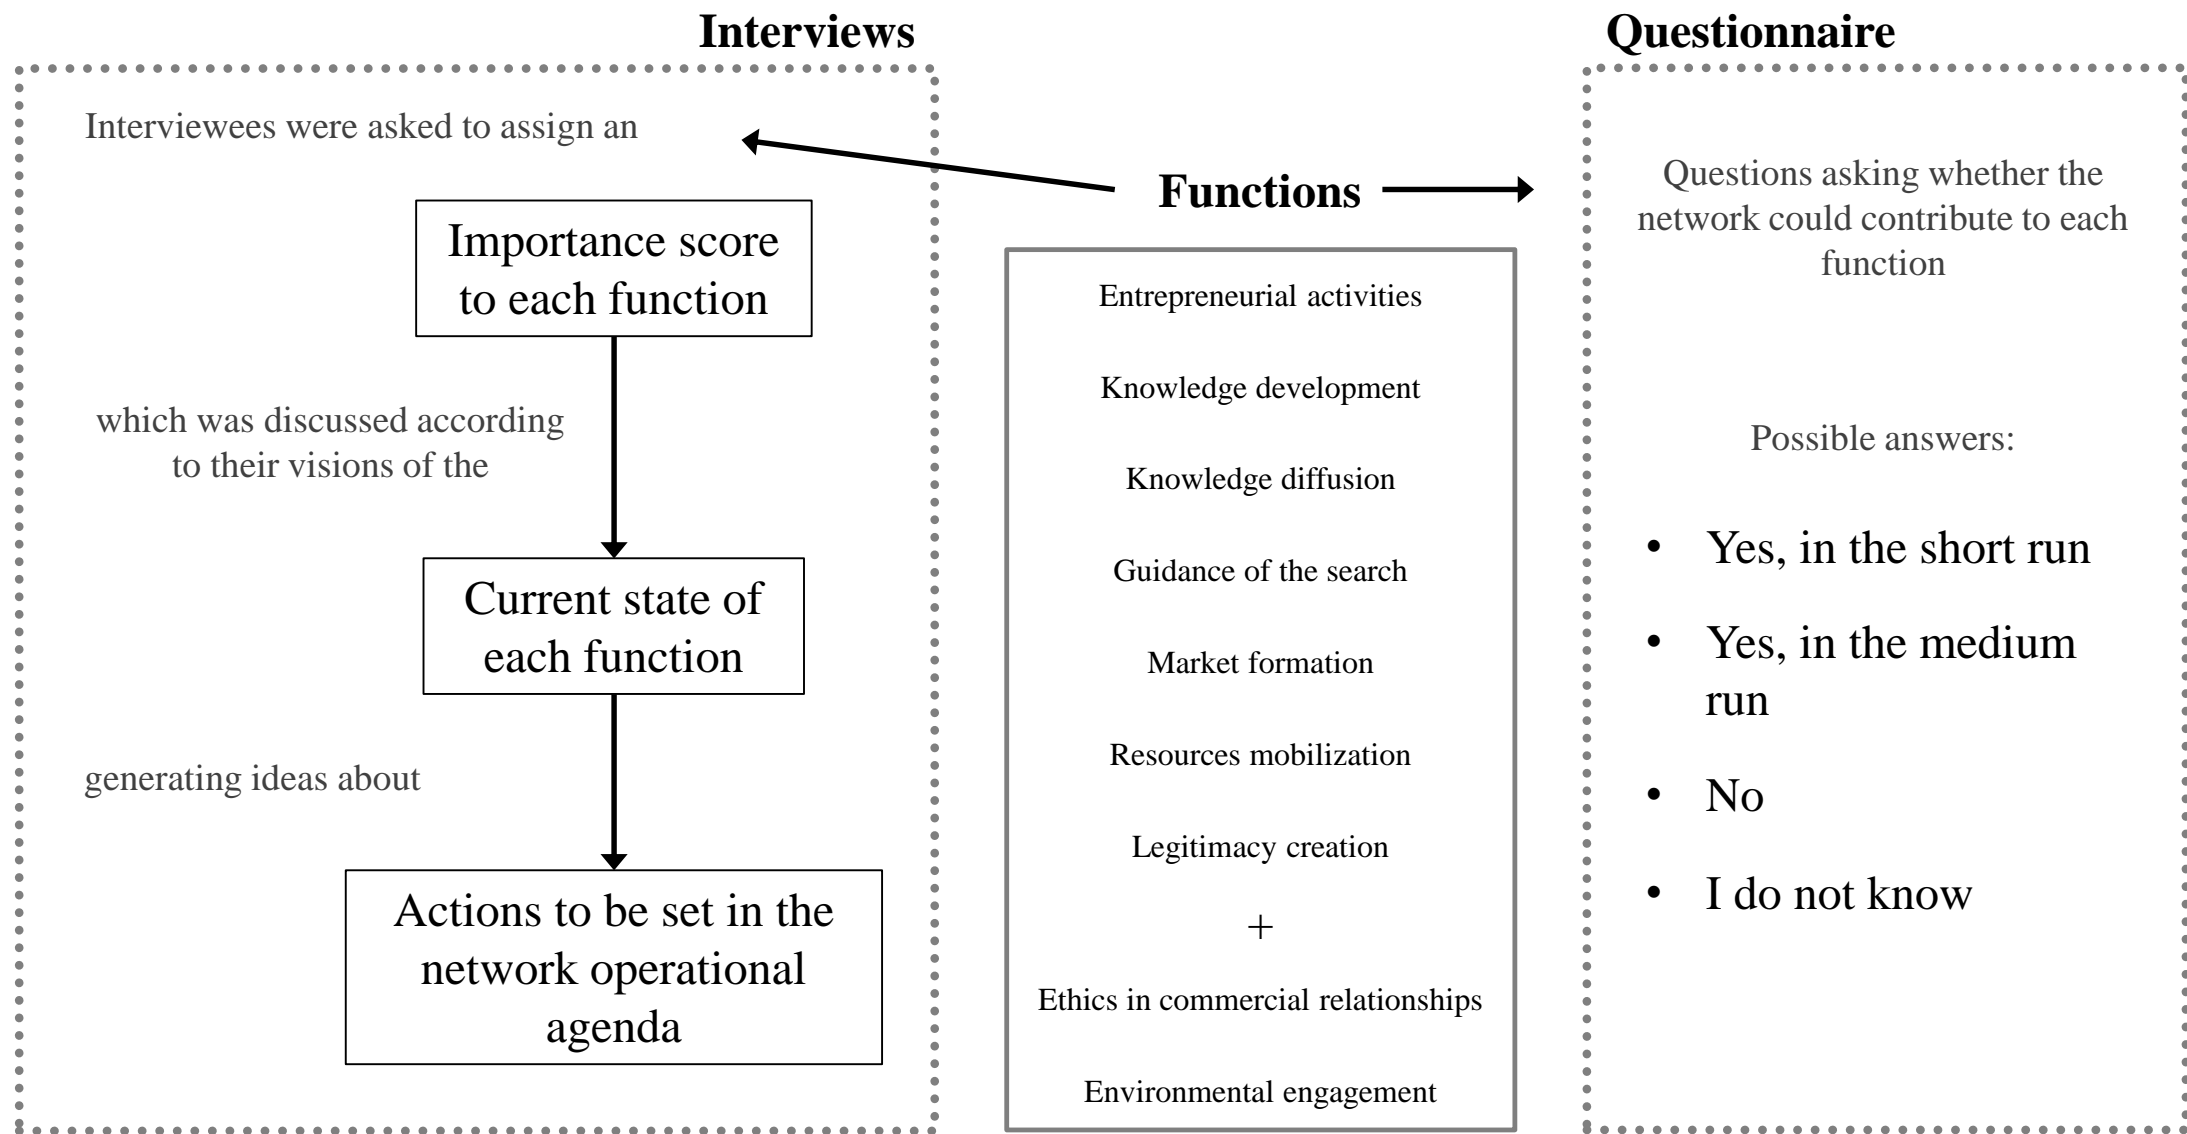 Interviews
Interviewees were asked to assign an
Importance score
to each function
which was discussed according
to their visions of the
Current state of
each function
generating ideas about
Actions to be set in the
network operational
agenda
Functions
Entrepreneurial activities
Knowledge development
Knowledge diffusion
Guidance of the search
Market formation
Resources mobilization
Legitimacy creation
+
Ethics in commercial relationships
Environmental engagement
Questionnaire
Questions asking whether the
network could contribute to each
function
Possible answers:
• Yes, in the short run
• Yes, in the medium
run
• No
• I do not know